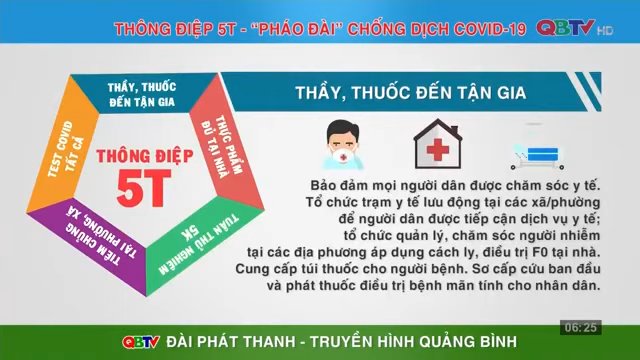 THÔNG ĐIỆP 5T - “PHÁO ĐÀI” CHỐNG DỊCH COVID-19
QBTV HD
THẦY, THUỐC
ĐẾN TẬN GIA
THỰC PHẨM
ĐỦ TẠI NHÀ
TUÂN THỦ NGHIÊM
5K
TIÊM CHỦNG
TẠI PHƯỜNG, XÃ
TEST COVID
TẤT CẢ
THÔNG ĐIỆP
5T
THẦY, THUỐC ĐẾN TẬN GIA
Bảo đảm mọi người dân được chăm sóc y tế.
Tổ chức trạm y tế lưu động tại các xã/phường
để người dân được tiếp cận dịch vụ y tế;
tổ chức quản lý, chăm sóc người nhiễm
tại các địa phương áp dụng cách ly, điều trị F0 tại nhà.
Cung cấp túi thuốc cho người bệnh. Sơ cấp cứu ban đầu
và phát thuốc điều trị bệnh mãn tính cho nhân dân.
06:25
QBTV ĐÀI PHÁT THANH - TRUYỀN HÌNH QUẢNG BÌNH